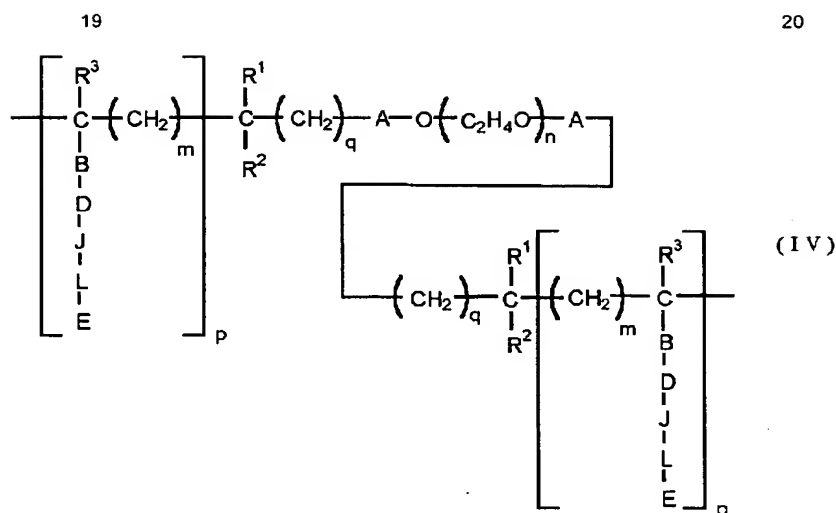 19 20
R³ R¹
C (CH₂)m C (CH₂)q A O (C₂H₄O)n A
B R²
D
J
L
E
p
(IV)
R¹ R³
(CH₂)q C (CH₂)m C
R² B
D
J
L
E
p